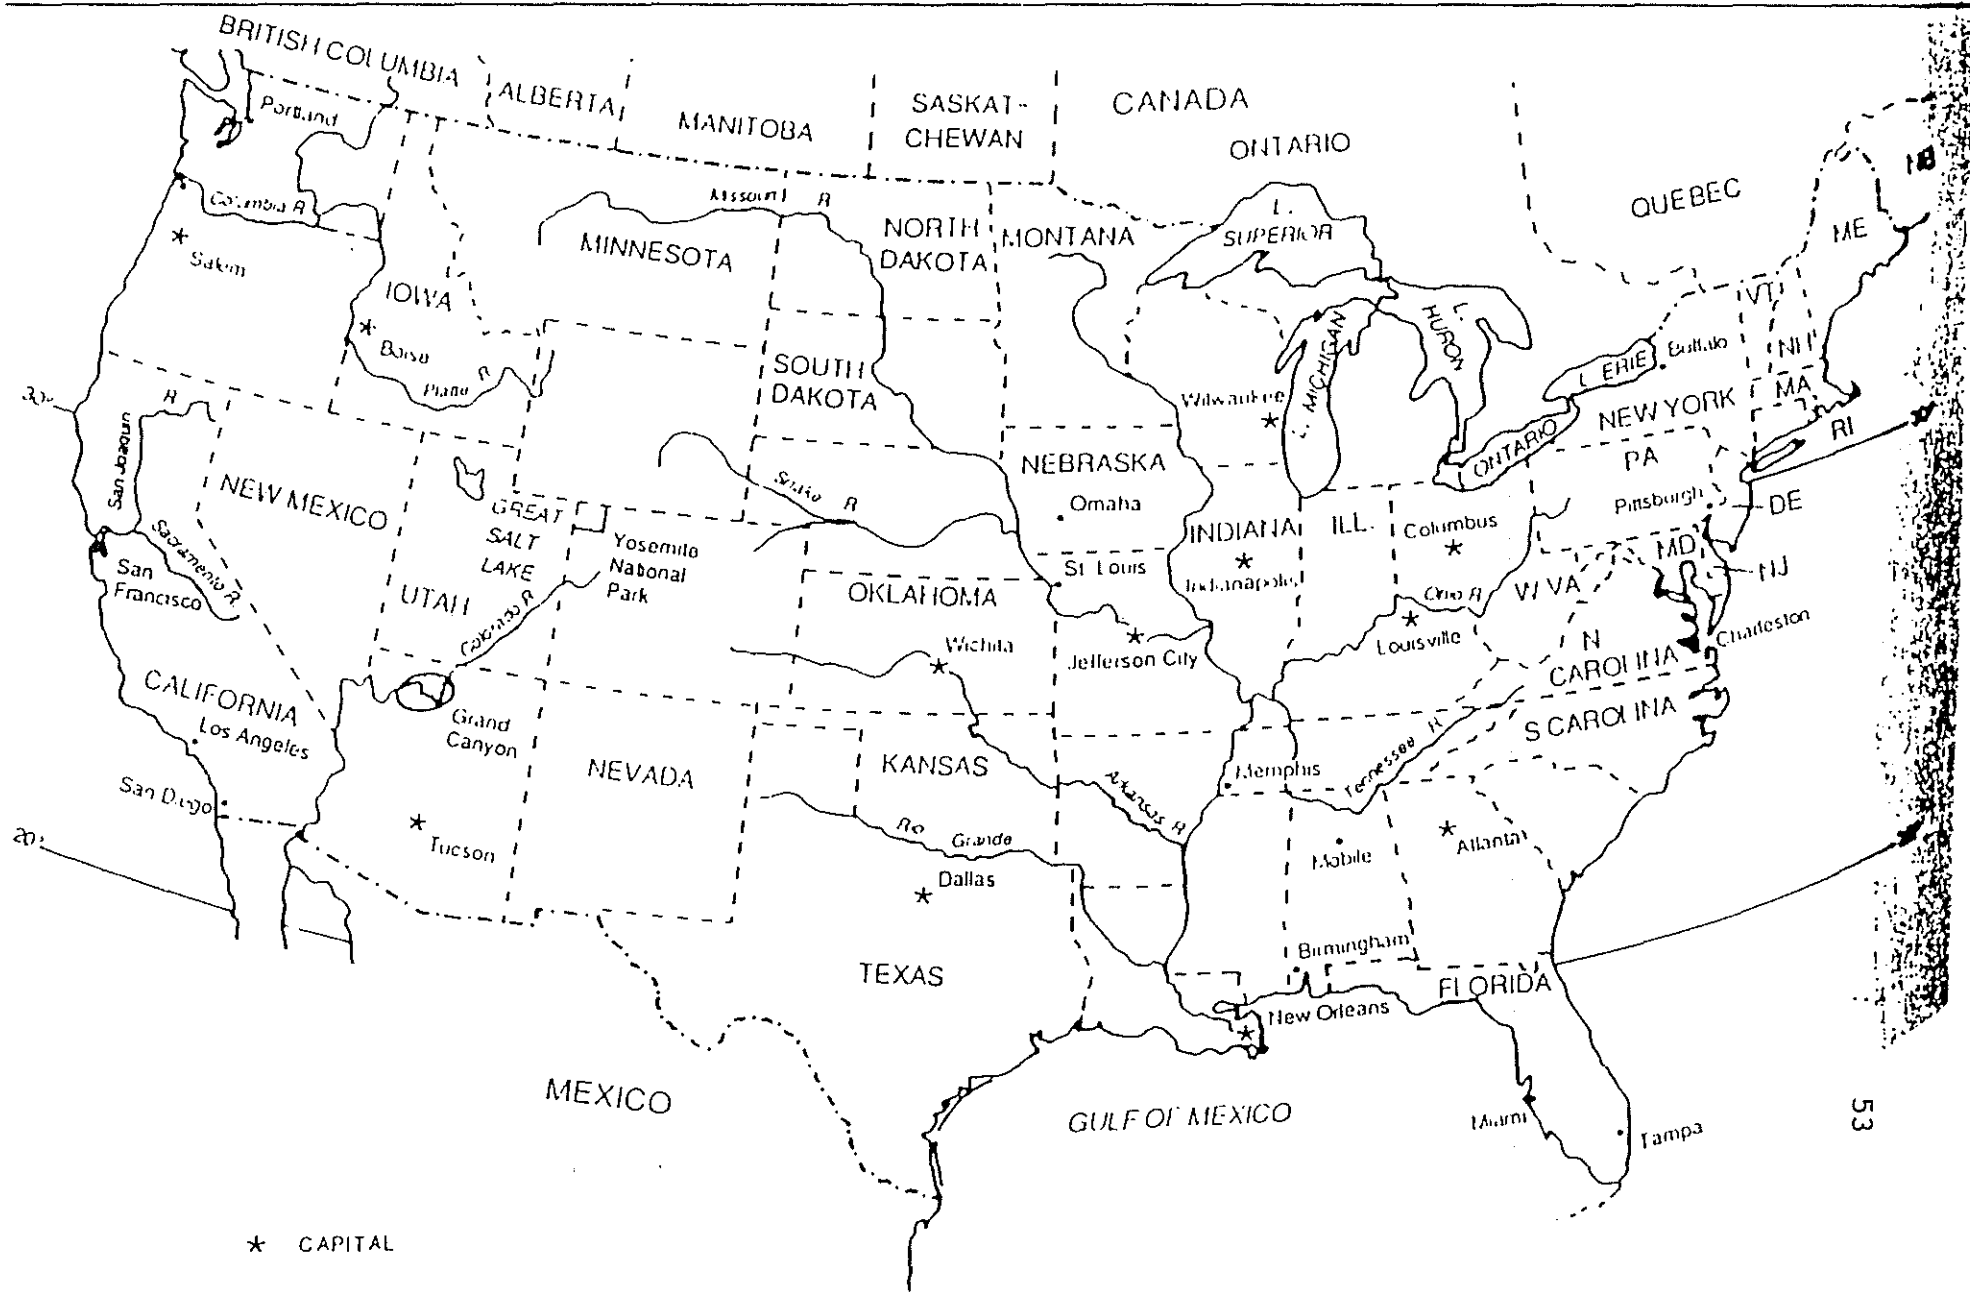 BRITISH COLUMBIA
ALBERTA
MANITOBA
SASKAT-
CHEWAN
CANADA
ONTARIO
QUEBEC
Portland
Columbia R
Missouri R
L.
SUPERIOR
ME
Salem
MINNESOTA
NORTH
DAKOTA
MONTANA
IOWA
Boise
Platte R
L. MICHIGAN
L.
HURON
VT
NH
MA
RI
Buffalo
L ERIE
SOUTH
DAKOTA
Wilwaukee
NEW YORK
ONTARIO
30°
San Joaquin
R
NEW MEXICO
GREAT
SALT
LAKE
Snake R
NEBRASKA
Omaha
PA
Pittsburgh
DE
Sacramento R.
San
Francisco
UTAH
Yosemite
National
Park
INDIANA
Indianapolis
ILL.
Columbus
MD
NJ
St Louis
OKLAHOMA
Ohio R
W VA
Colorado R
Wichita
Jefferson City
Louisville
N
CAROLINA
Charleston
CALIFORNIA
Los Angeles
Grand
Canyon
S CAROLINA
San Diego
NEVADA
KANSAS
Arkansas R
Memphis
Tennessee R
20°
Tucson
Rio Grande
Dallas
Mobile
Atlanta
TEXAS
Birmingham
FLORIDA
New Orleans
MEXICO
GULF OF MEXICO
Miami
Tampa
53
* CAPITAL